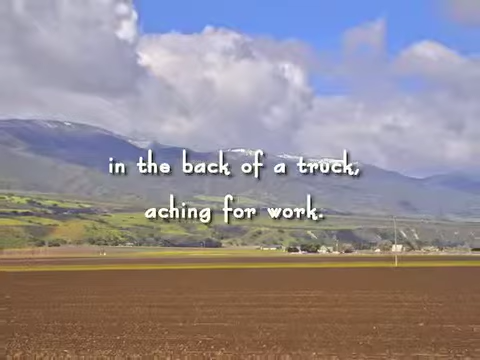 in the back of a truck,
aching for work.